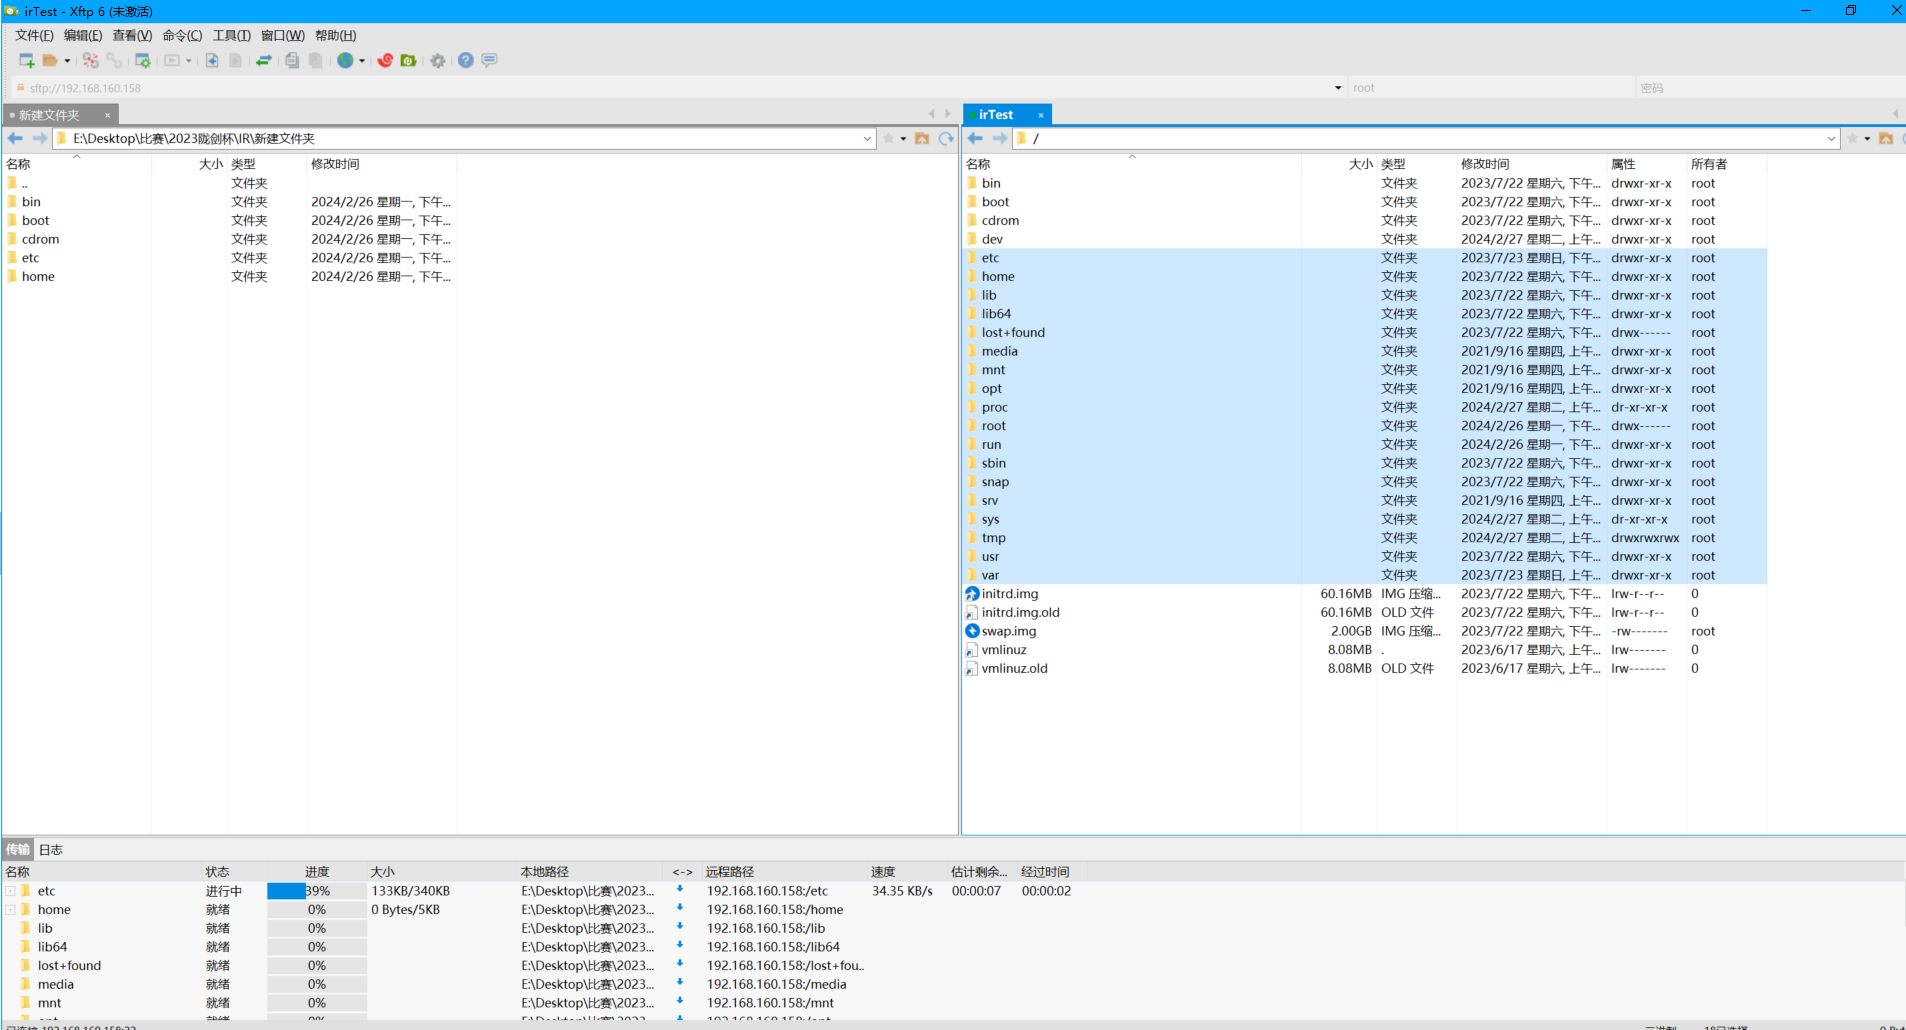 irTest - Xftp 6 (未激活)
文件(F) 编辑(E) 查看(V) 命令(C) 工具(T) 窗口(W) 帮助(H)
sftp://192.168.160.158 root 密码
新建文件夹 × irTest ×
E:\Desktop\比赛\2023陇剑杯\IR\新建文件夹 /
名称 大小 类型 修改时间 名称 大小 类型 修改时间 属性 所有者
.. 文件夹 bin 文件夹 2023/7/22 星期六, 下午... drwxr-xr-x root
bin 文件夹 2024/2/26 星期一, 下午... boot 文件夹 2023/7/22 星期六, 下午... drwxr-xr-x root
boot 文件夹 2024/2/26 星期一, 下午... cdrom 文件夹 2023/7/22 星期六, 下午... drwxr-xr-x root
cdrom 文件夹 2024/2/26 星期一, 下午... dev 文件夹 2024/2/27 星期二, 上午... drwxr-xr-x root
etc 文件夹 2024/2/26 星期一, 下午... etc 文件夹 2023/7/23 星期日, 下午... drwxr-xr-x root
home 文件夹 2024/2/26 星期一, 下午... home 文件夹 2023/7/22 星期六, 下午... drwxr-xr-x root
lib 文件夹 2023/7/22 星期六, 下午... drwxr-xr-x root
lib64 文件夹 2023/7/22 星期六, 下午... drwxr-xr-x root
lost+found 文件夹 2023/7/22 星期六, 下午... drwx------ root
media 文件夹 2021/9/16 星期四, 上午... drwxr-xr-x root
mnt 文件夹 2021/9/16 星期四, 上午... drwxr-xr-x root
opt 文件夹 2021/9/16 星期四, 上午... drwxr-xr-x root
proc 文件夹 2024/2/27 星期二, 上午... dr-xr-xr-x root
root 文件夹 2024/2/26 星期一, 下午... drwx------ root
run 文件夹 2024/2/26 星期一, 下午... drwxr-xr-x root
sbin 文件夹 2023/7/22 星期六, 下午... drwxr-xr-x root
snap 文件夹 2023/7/22 星期六, 下午... drwxr-xr-x root
srv 文件夹 2021/9/16 星期四, 上午... drwxr-xr-x root
sys 文件夹 2024/2/27 星期二, 上午... dr-xr-xr-x root
tmp 文件夹 2024/2/27 星期二, 上午... drwxrwxrwx root
usr 文件夹 2023/7/22 星期六, 下午... drwxr-xr-x root
var 文件夹 2023/7/23 星期日, 上午... drwxr-xr-x root
initrd.img 60.16MB IMG 压缩... 2023/7/22 星期六, 下午... lrw-r--r-- 0
initrd.img.old 60.16MB OLD 文件 2023/7/22 星期六, 下午... lrw-r--r-- 0
swap.img 2.00GB IMG 压缩... 2023/7/22 星期六, 下午... -rw------- root
vmlinuz 8.08MB . 2023/6/17 星期六, 上午... lrw------- 0
vmlinuz.old 8.08MB OLD 文件 2023/6/17 星期六, 上午... lrw------- 0
传输 日志
名称 状态 进度 大小 本地路径 <-> 远程路径 速度 估计剩余... 经过时间
etc 进行中 39% 133KB/340KB E:\Desktop\比赛\2023... 192.168.160.158:/etc 34.35 KB/s 00:00:07 00:00:02
home 就绪 0% 0 Bytes/5KB E:\Desktop\比赛\2023... 192.168.160.158:/home
lib 就绪 0% E:\Desktop\比赛\2023... 192.168.160.158:/lib
lib64 就绪 0% E:\Desktop\比赛\2023... 192.168.160.158:/lib64
lost+found 就绪 0% E:\Desktop\比赛\2023... 192.168.160.158:/lost+fou..
media 就绪 0% E:\Desktop\比赛\2023... 192.168.160.158:/media
mnt 就绪 0% E:\Desktop\比赛\2023... 192.168.160.158:/mnt